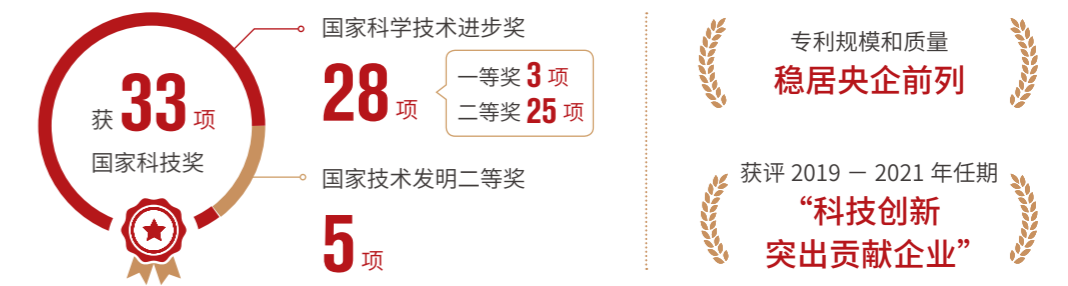 获 33 项
国家科技奖
国家科学技术进步奖
28 项
一等奖 3 项
二等奖 25 项
国家技术发明二等奖
5 项
专利规模和质量
稳居央企前列
获评 2019 － 2021 年任期
“科技创新
突出贡献企业”